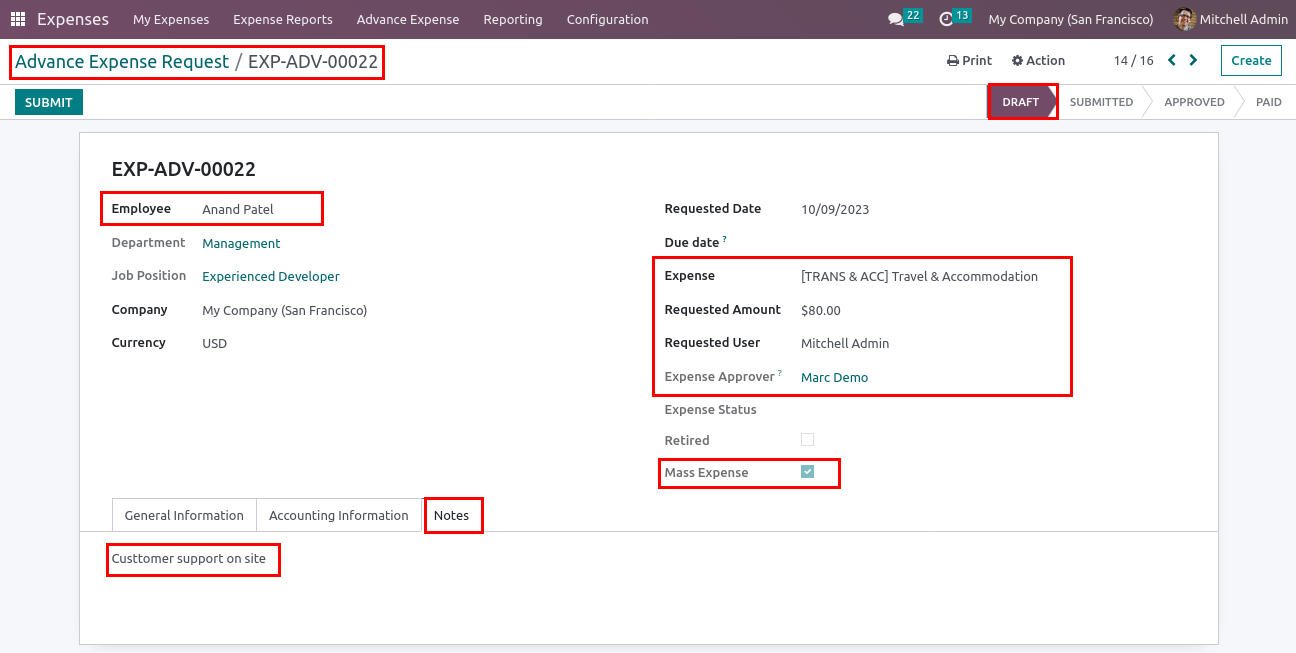 Expenses My Expenses Expense Reports Advance Expense Reporting Configuration 22 13 My Company (San Francisco) Mitchell Admin
Advance Expense Request / EXP-ADV-00022 Print Action 14 / 16 Create
SUBMIT DRAFT SUBMITTED APPROVED PAID
EXP-ADV-00022
Employee Anand Patel Requested Date 10/09/2023
Department Management Due date ?
Job Position Experienced Developer Expense [TRANS & ACC] Travel & Accommodation
Company My Company (San Francisco) Requested Amount $80.00
Currency USD Requested User Mitchell Admin
Expense Approver ? Marc Demo
Expense Status
Retired
Mass Expense
General Information Accounting Information Notes
Custtomer support on site